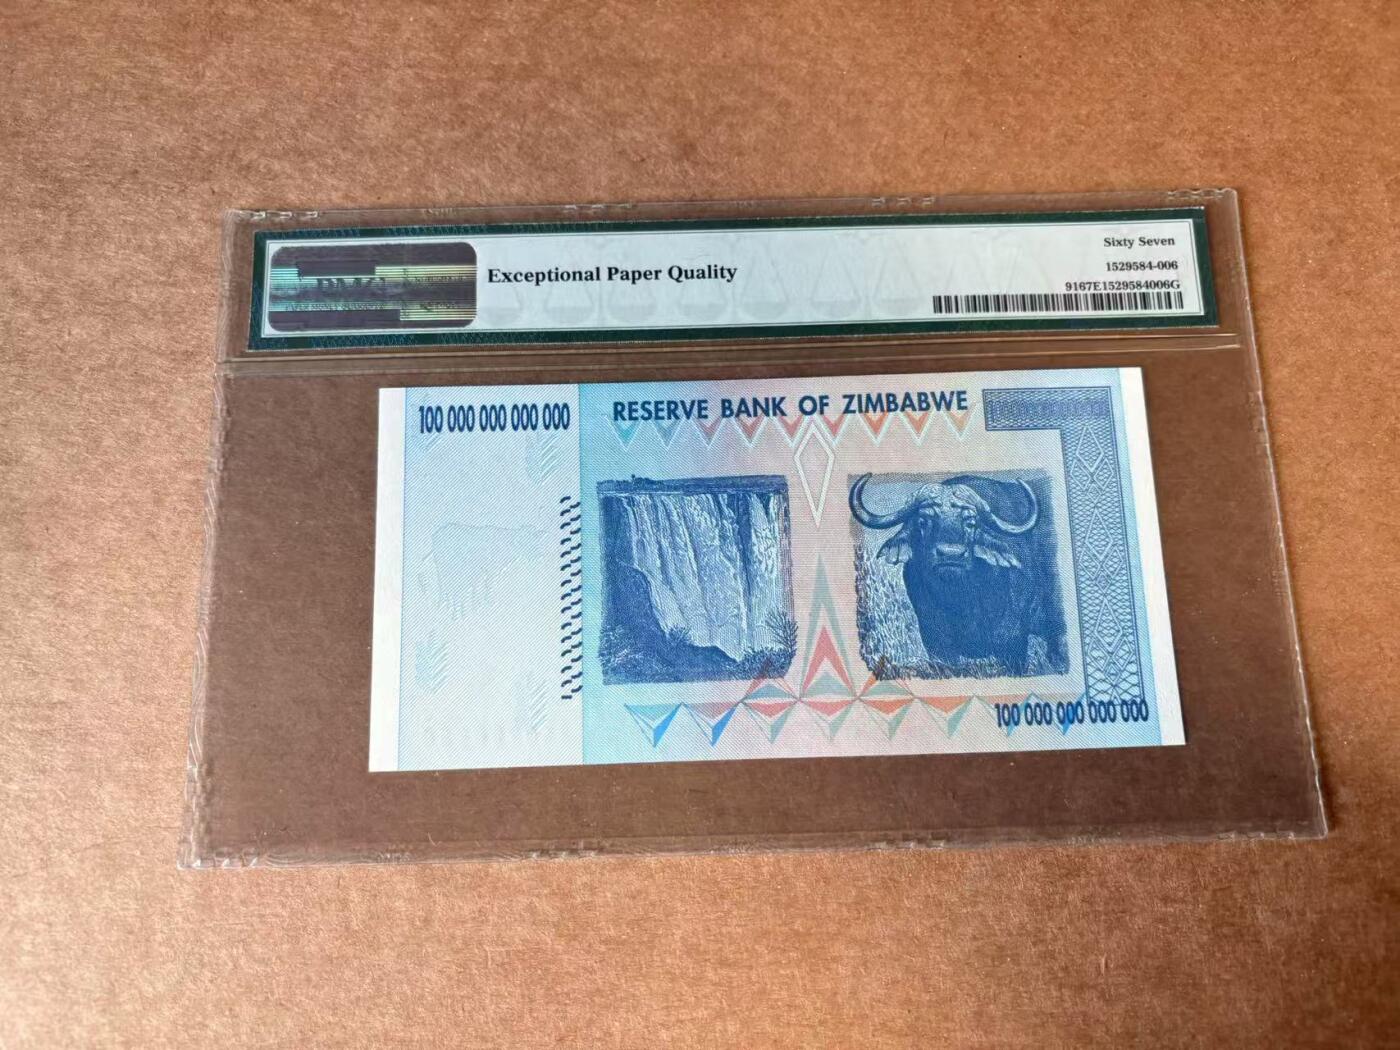 Sixty Seven
PMG
Exceptional Paper Quality
1529584-006
9167E1529584006G
100 000 000 000 000
RESERVE BANK OF ZIMBABWE
100 000 000 000 000